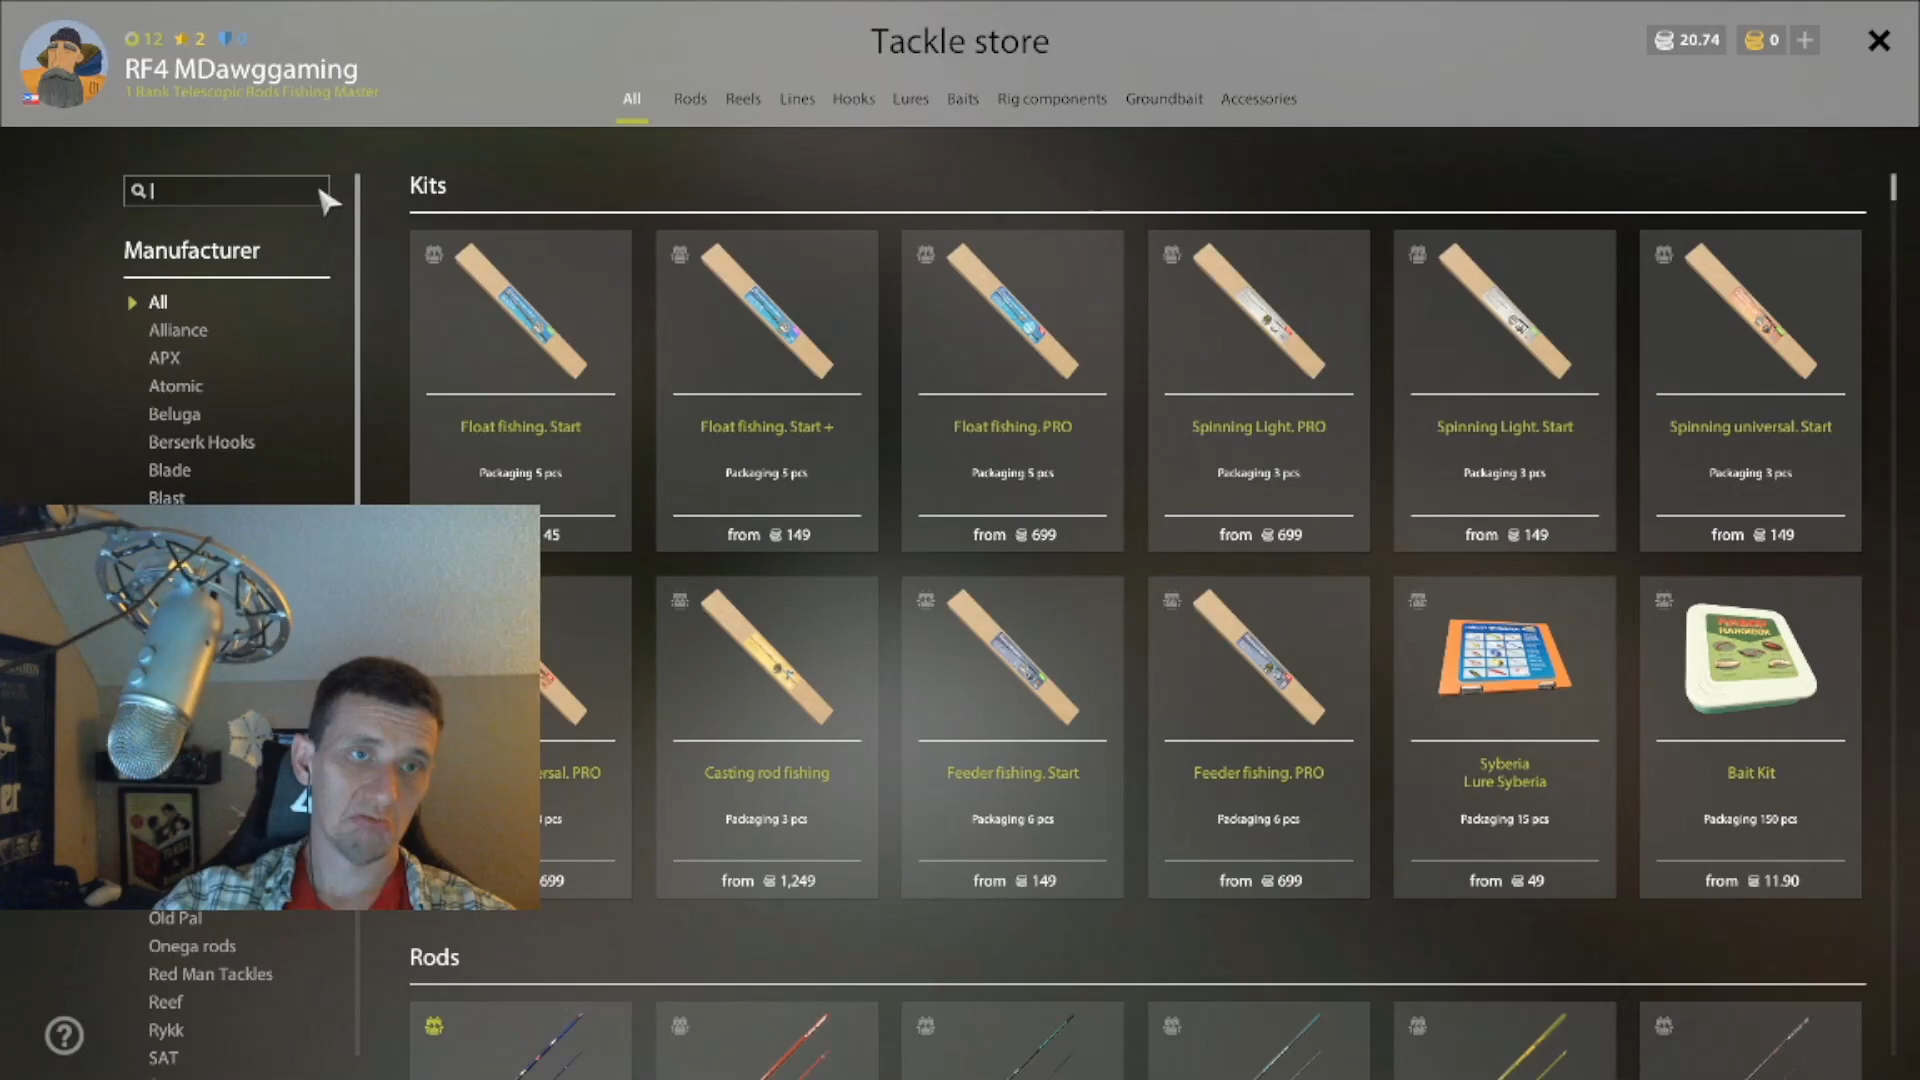 12 2 0
RF4 MDawggaming
1 Rank Telescopic Rods Fishing Master
Tackle store
20.74 0
All Rods Reels Lines Hooks Lures Baits Rig components Groundbait Accessories
Manufacturer
All
Alliance
APX
Atomic
Beluga
Berserk Hooks
Blade
Blast
Old Pal
Onega rods
Red Man Tackles
Reef
Rykk
SAT
Kits
Float fishing. Start
Packaging 5 pcs
45
Float fishing. Start +
Packaging 5 pcs
from 149
Float fishing. PRO
Packaging 5 pcs
from 699
Spinning Light. PRO
Packaging 3 pcs
from 699
Spinning Light. Start
Packaging 3 pcs
from 149
Spinning universal. Start
Packaging 3 pcs
from 149
ersal. PRO
pcs
699
Casting rod fishing
Packaging 3 pcs
from 1,249
Feeder fishing. Start
Packaging 6 pcs
from 149
Feeder fishing. PRO
Packaging 6 pcs
from 699
Syberia
Lure Syberia
Packaging 15 pcs
from 49
Bait Kit
Packaging 150 pcs
from 11.90
Rods